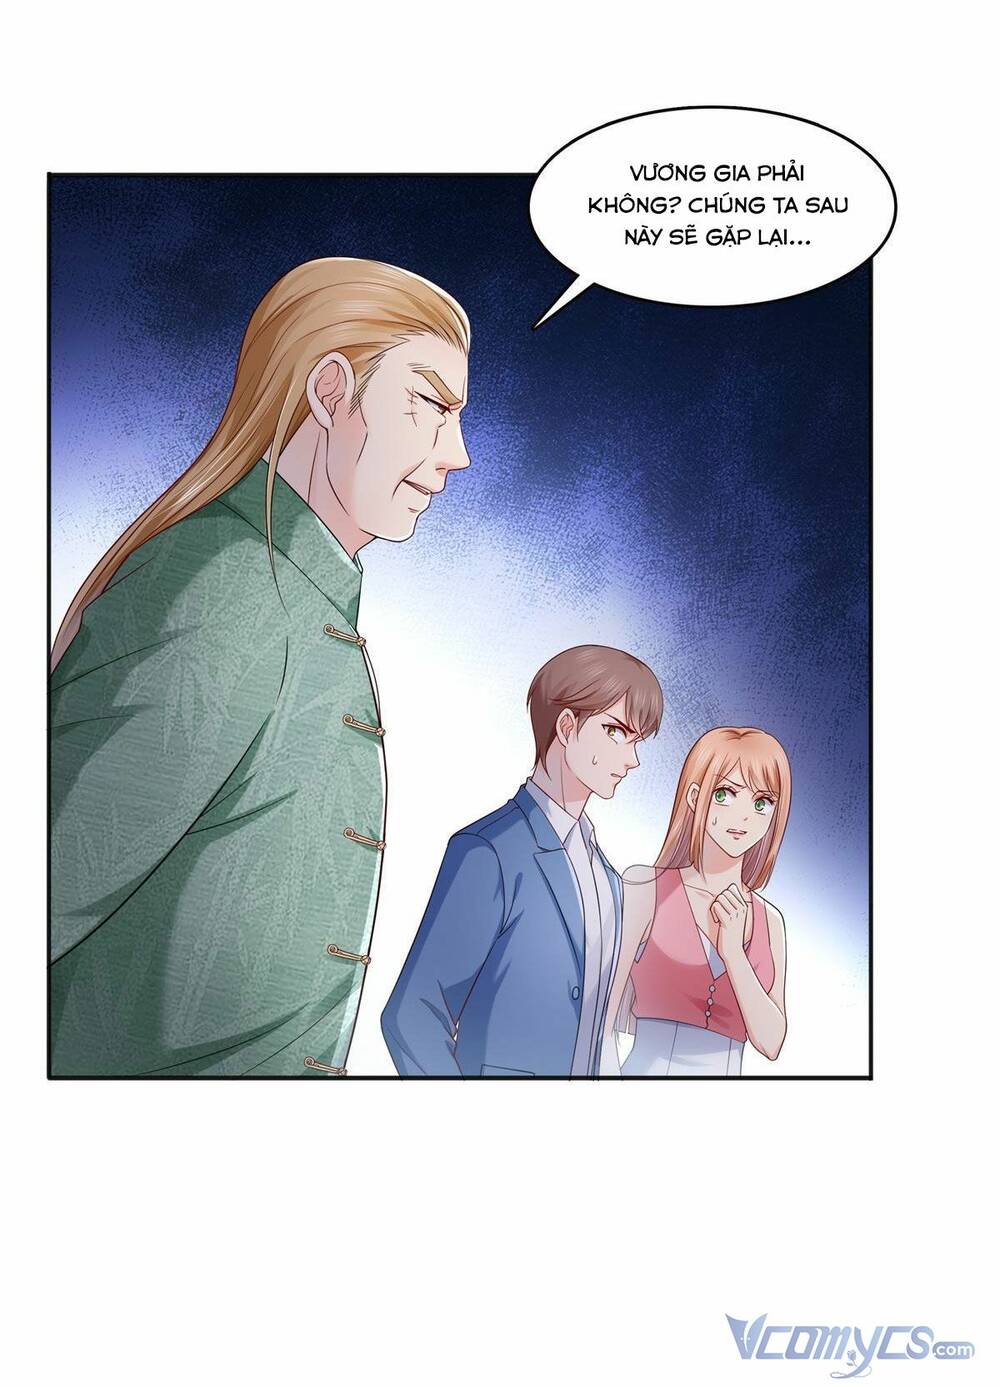 VƯƠNG GIA PHẢI
KHÔNG? CHÚNG TA SAU
NÀY SẼ GẶP LẠI...
VCOMYCS.com